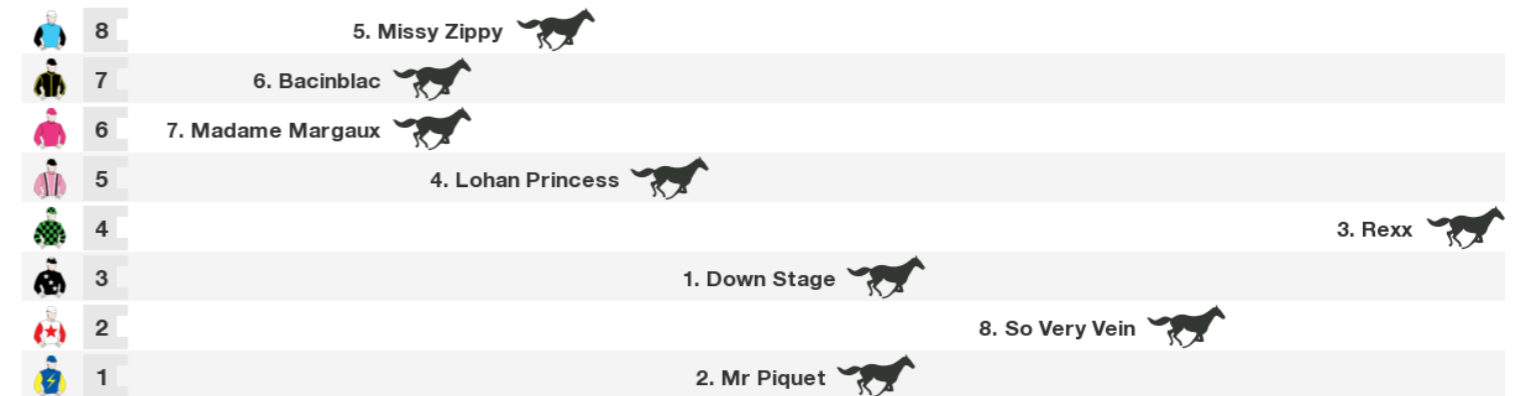 8 5. Missy Zippy
7 6. Bacinblac
6 7. Madame Margaux
5 4. Lohan Princess
4 3. Rexx
3 1. Down Stage
2 8. So Very Vein
1 2. Mr Piquet